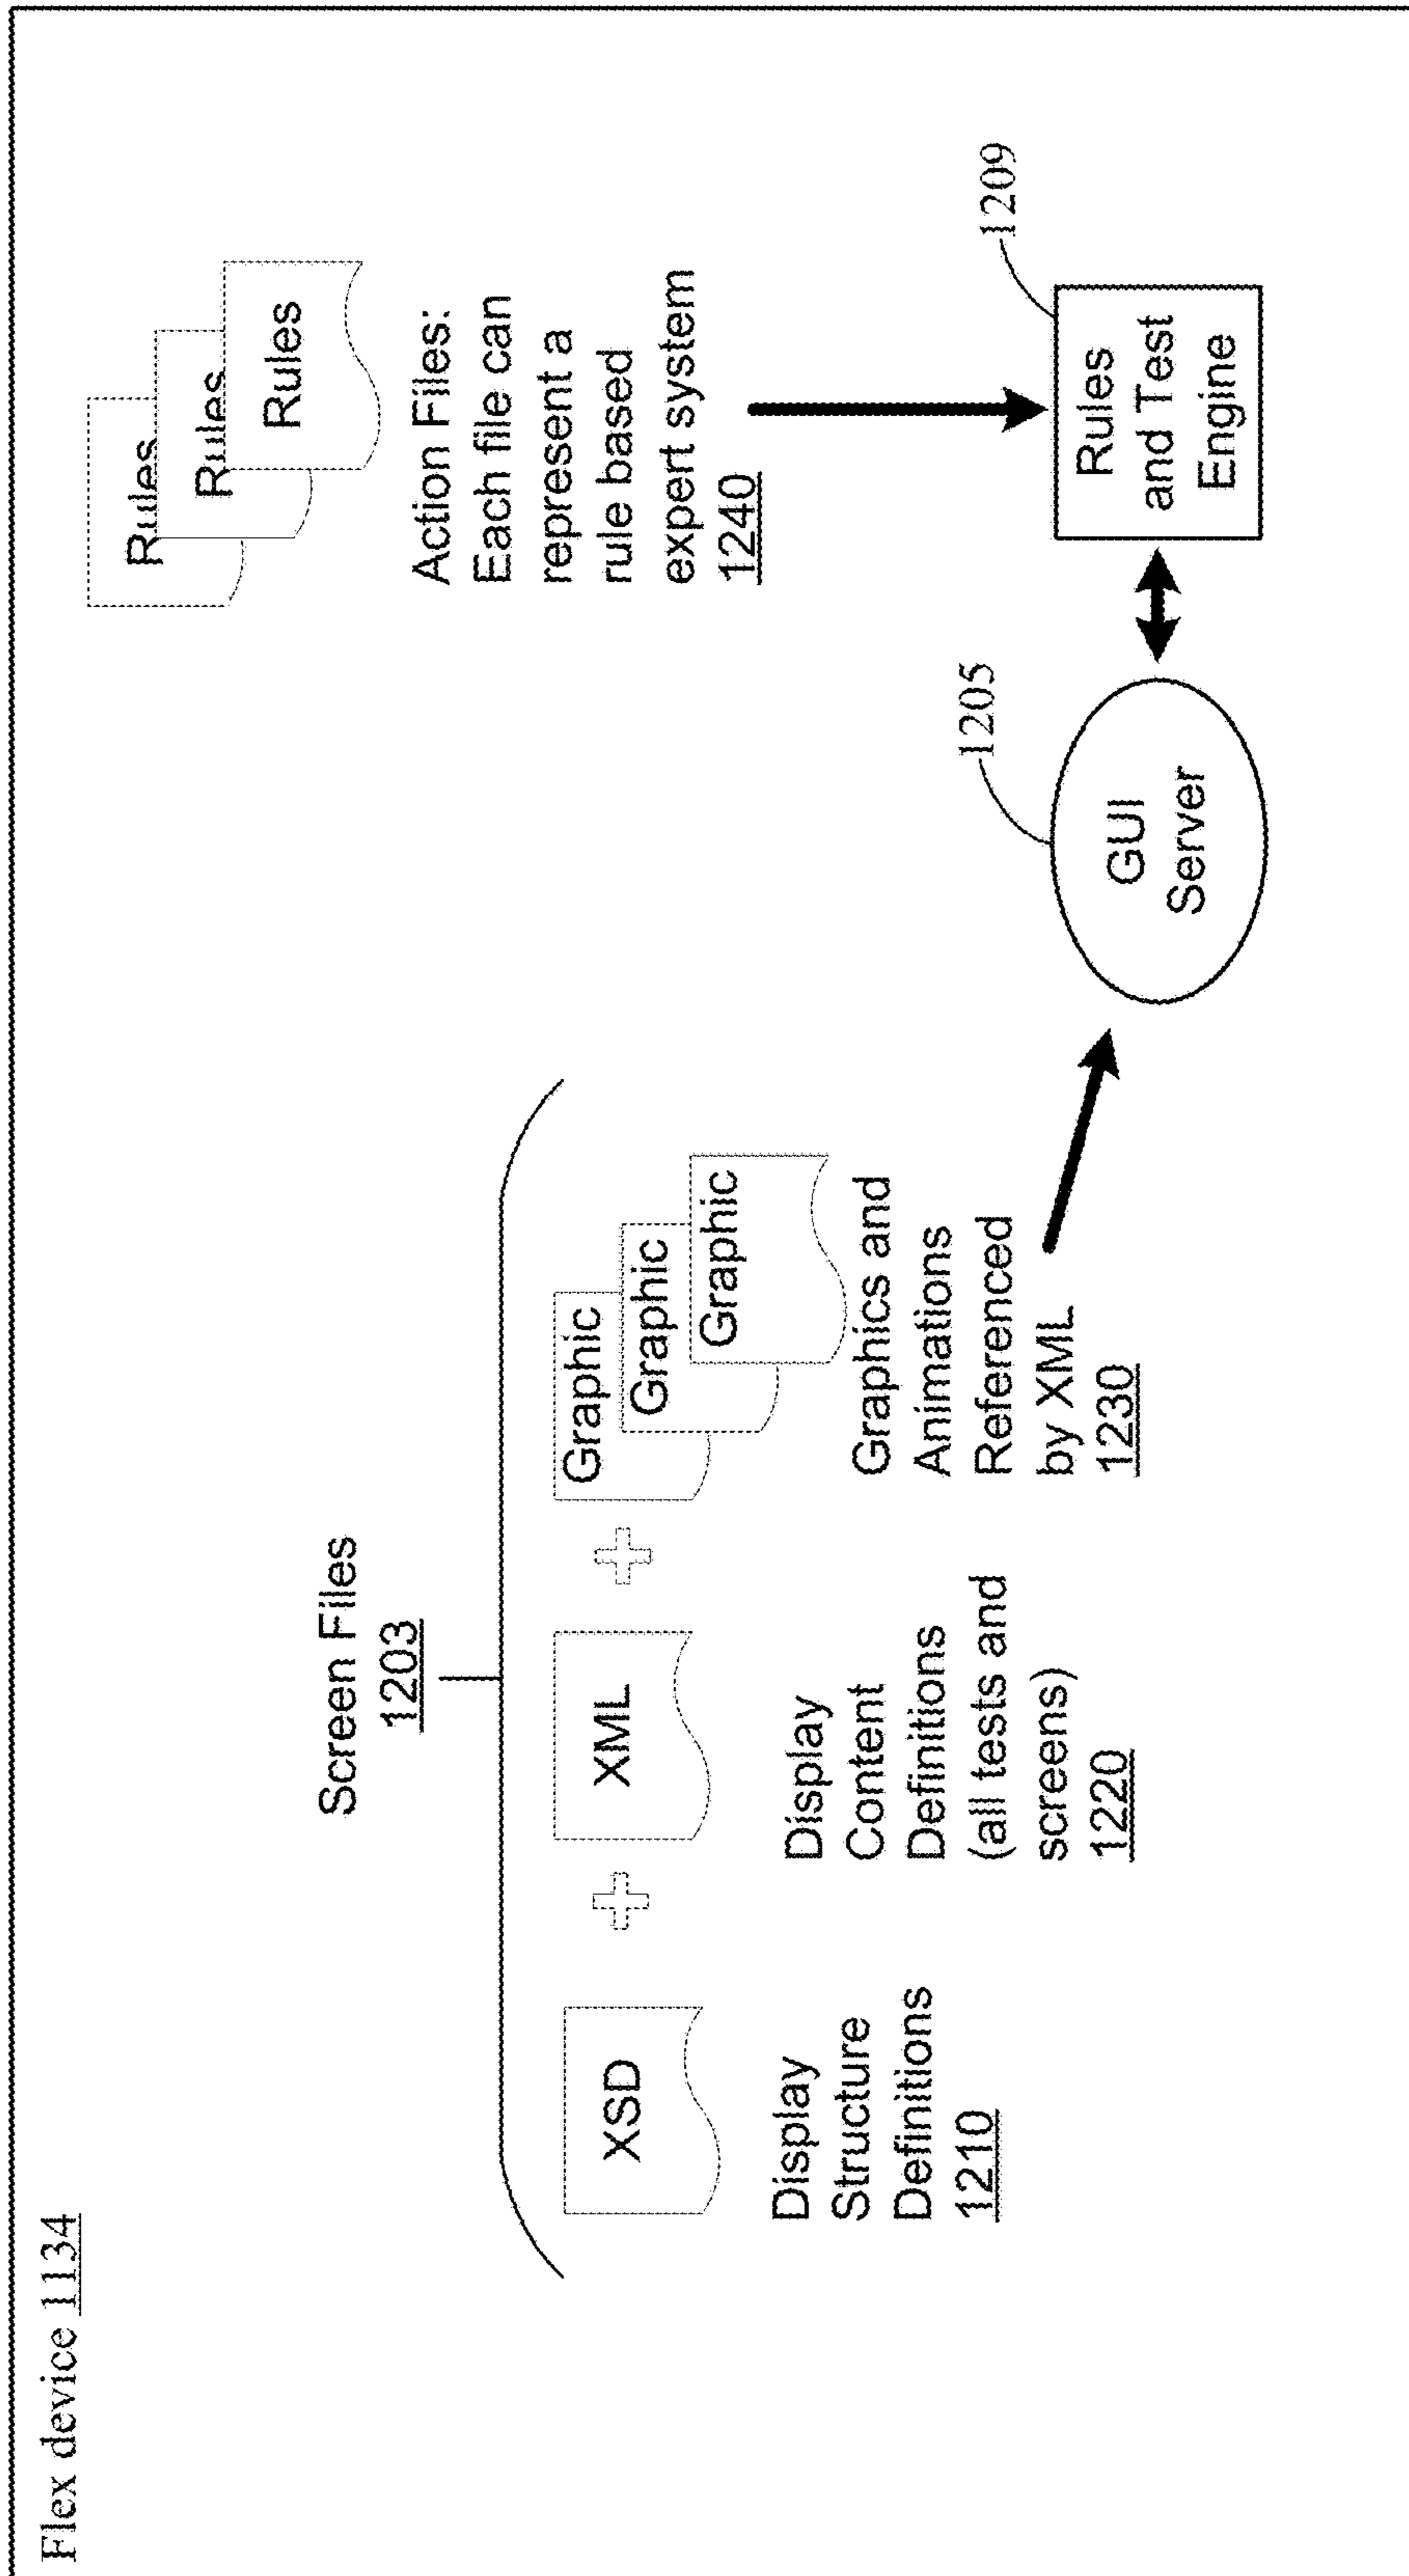 Flex device 1134
Screen Files
1203
XSD
XML
Graphic
Graphic
Graphic
Display
Structure
Definitions
1210
Display
Content
Definitions
(all tests and
screens)
1220
Graphics and
Animations
Referenced
by XML
1230
Rules
Rules
Rules
Action Files:
Each file can
represent a
rule based
expert system
1240
1205
GUI
Server
1209
Rules
and Test
Engine